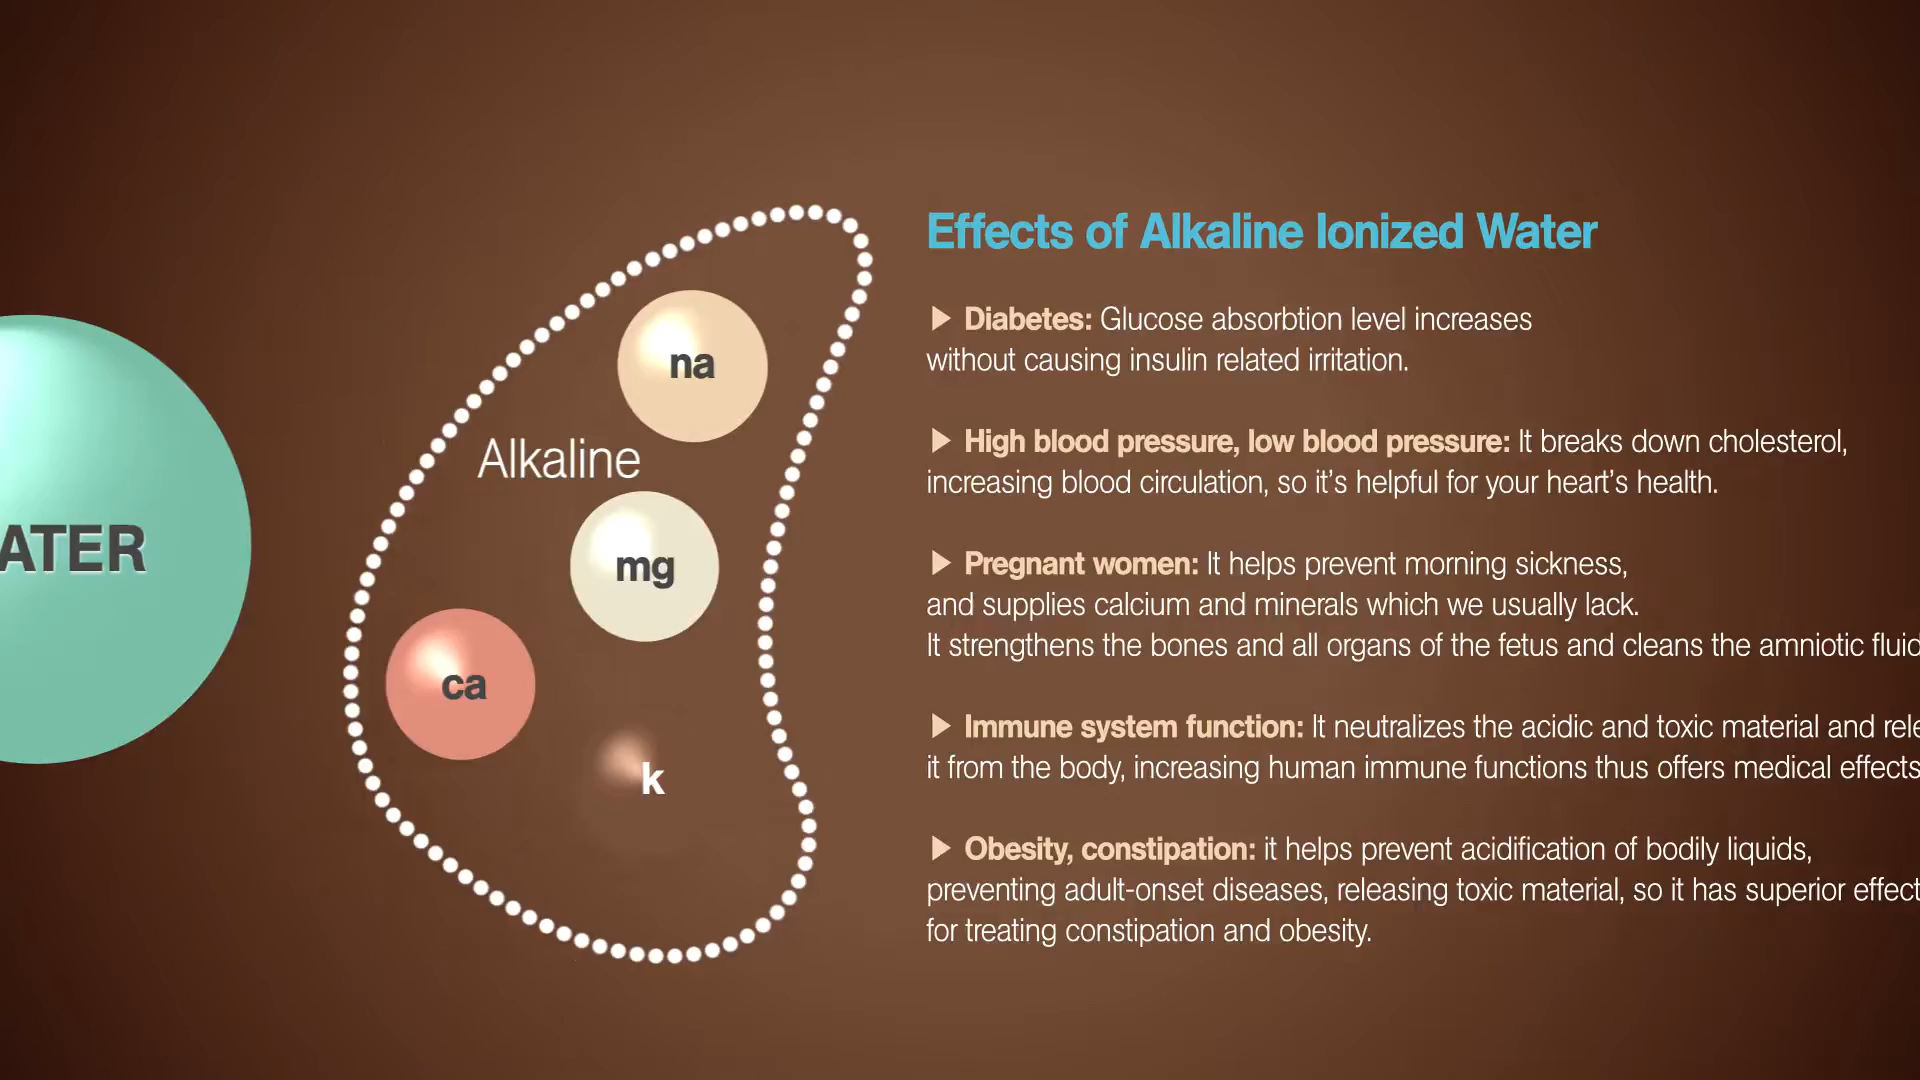 ATER
Alkaline
na
mg
ca
k
Effects of Alkaline Ionized Water
▶ Diabetes: Glucose absorbtion level increases
without causing insulin related irritation.
▶ High blood pressure, low blood pressure: It breaks down cholesterol,
increasing blood circulation, so it's helpful for your heart's health.
▶ Pregnant women: It helps prevent morning sickness,
and supplies calcium and minerals which we usually lack.
It strengthens the bones and all organs of the fetus and cleans the amniotic fluid
▶ Immune system function: It neutralizes the acidic and toxic material and rele
it from the body, increasing human immune functions thus offers medical effects
▶ Obesity, constipation: it helps prevent acidification of bodily liquids,
preventing adult-onset diseases, releasing toxic material, so it has superior effect
for treating constipation and obesity.